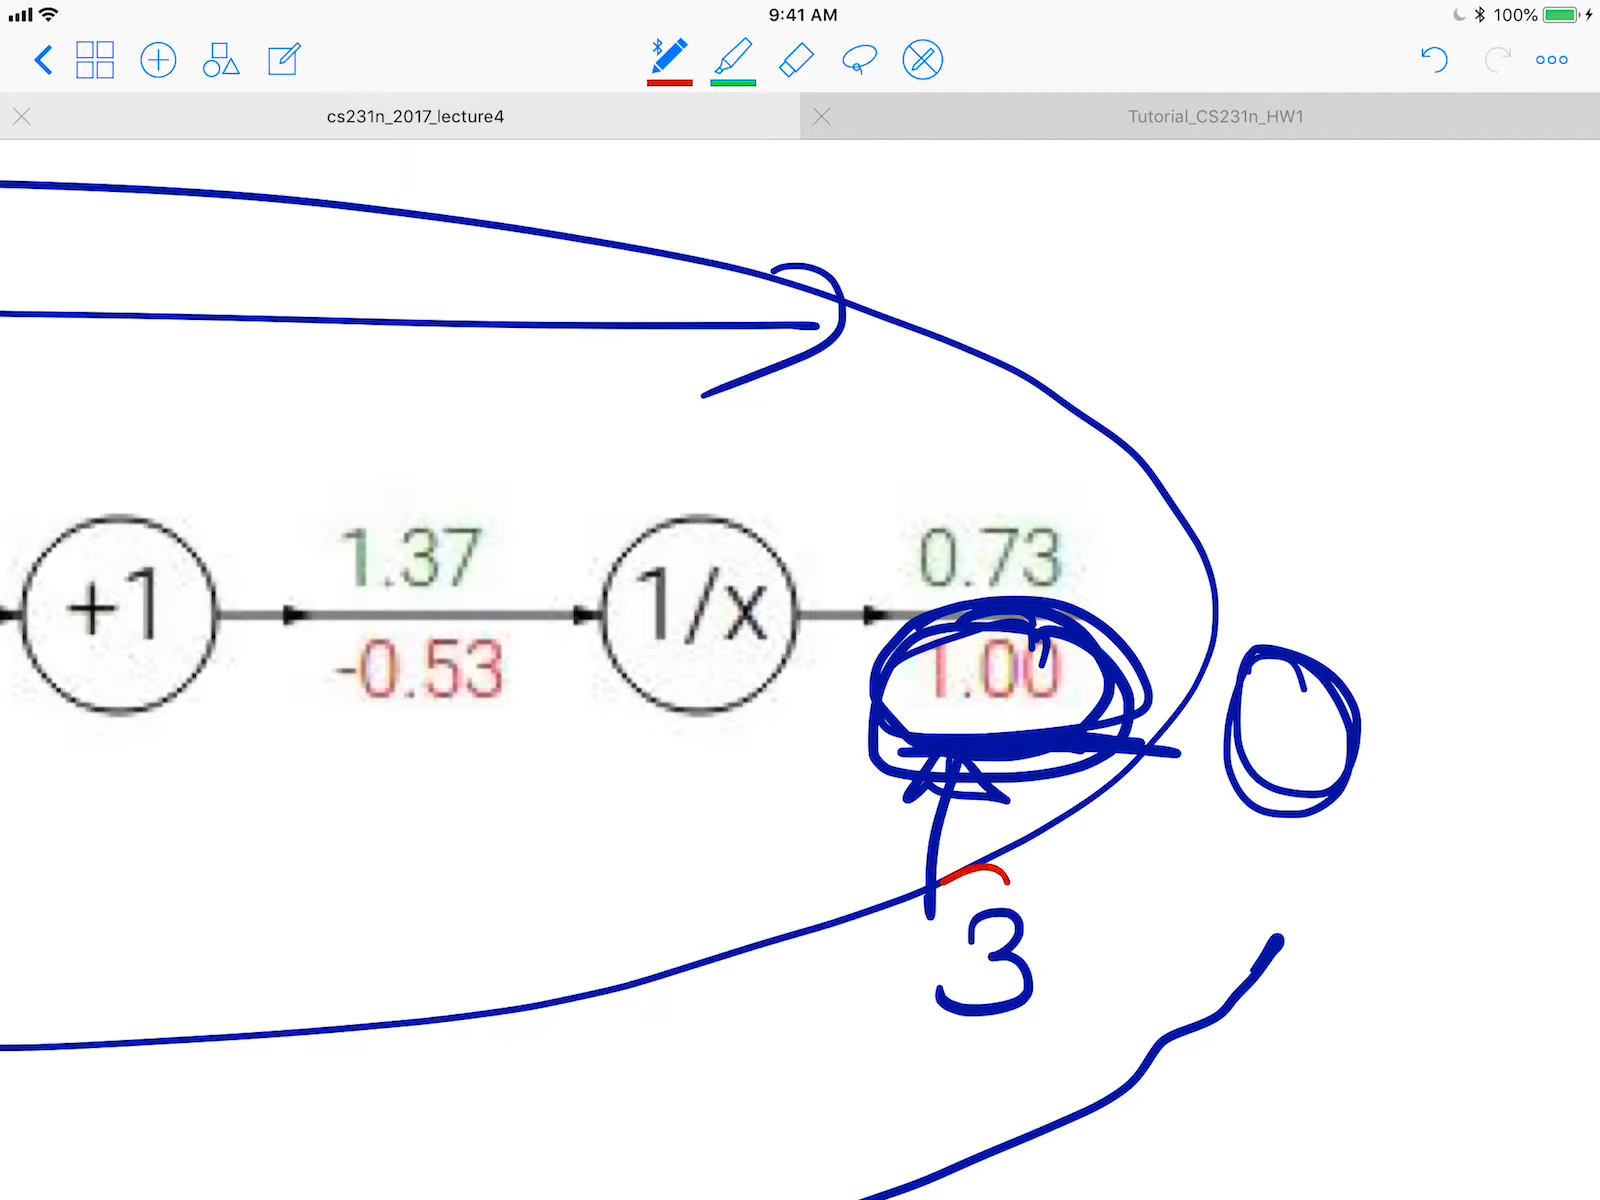 9:41 AM
100%
cs231n_2017_lecture4
Tutorial_CS231n_HW1
1.37
0.73
+1
1/x
-0.53
1.00
3